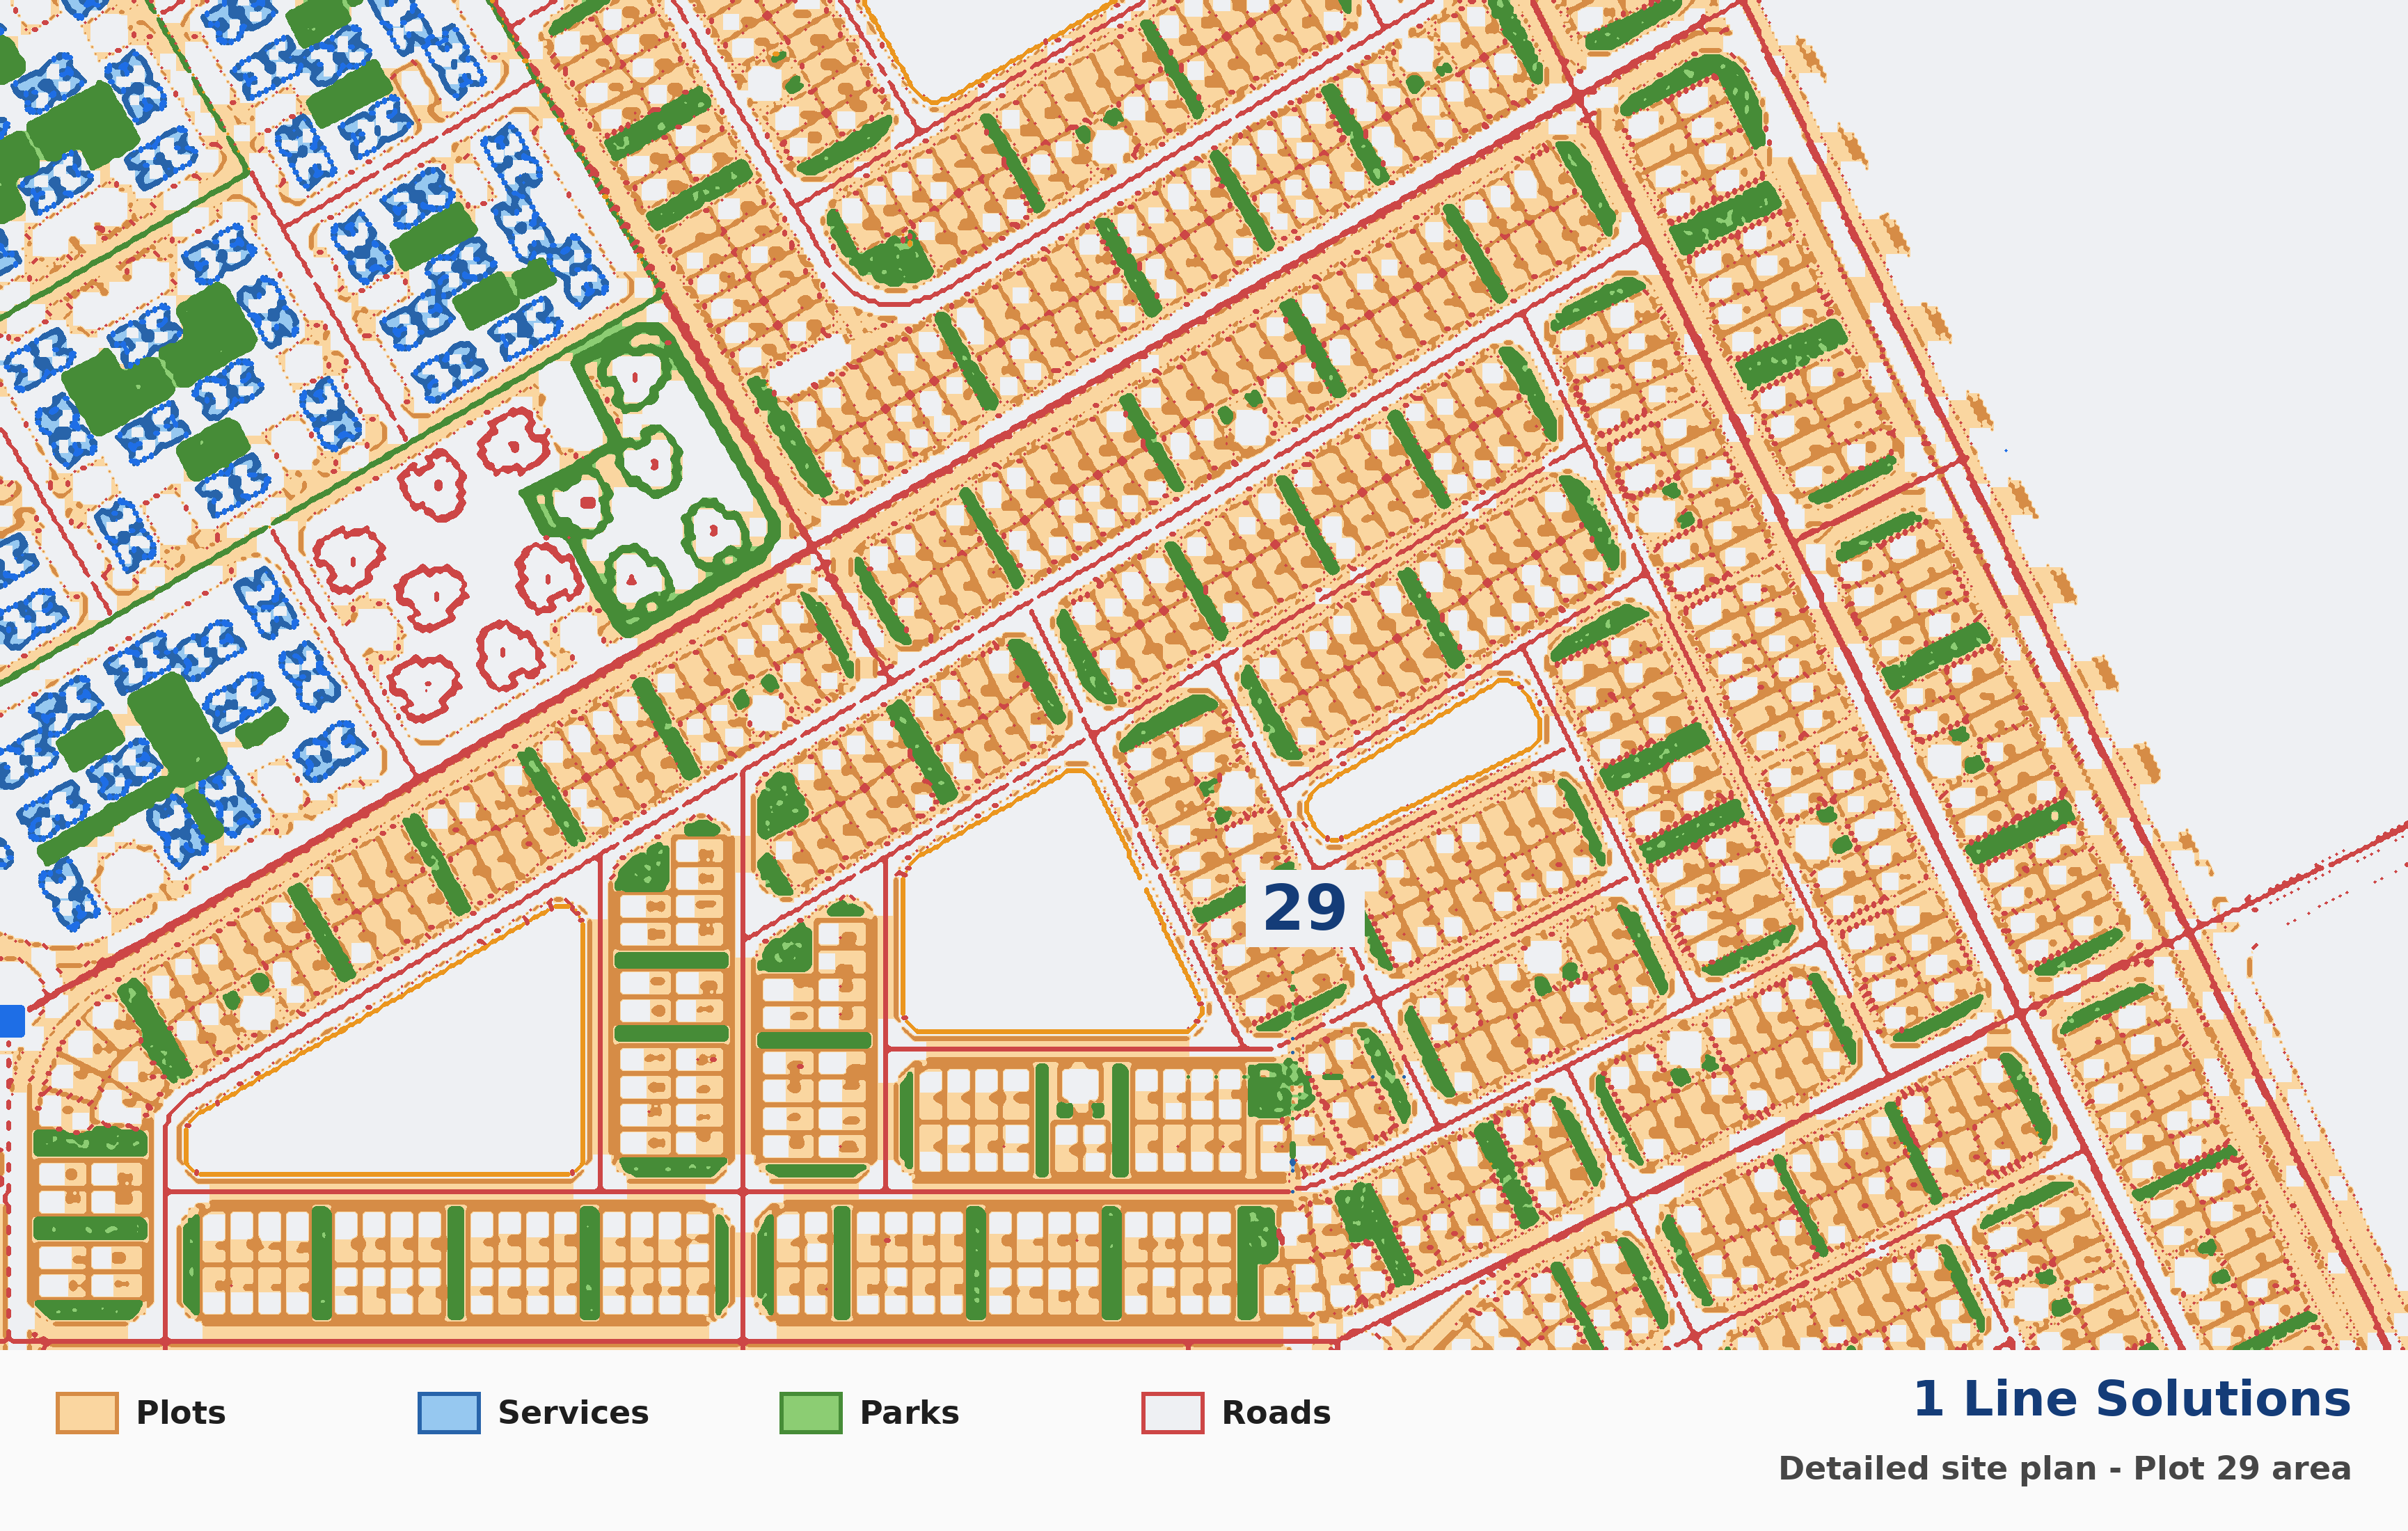 29
Plots
Services
Parks
Roads
1 Line Solutions
Detailed site plan - Plot 29 area